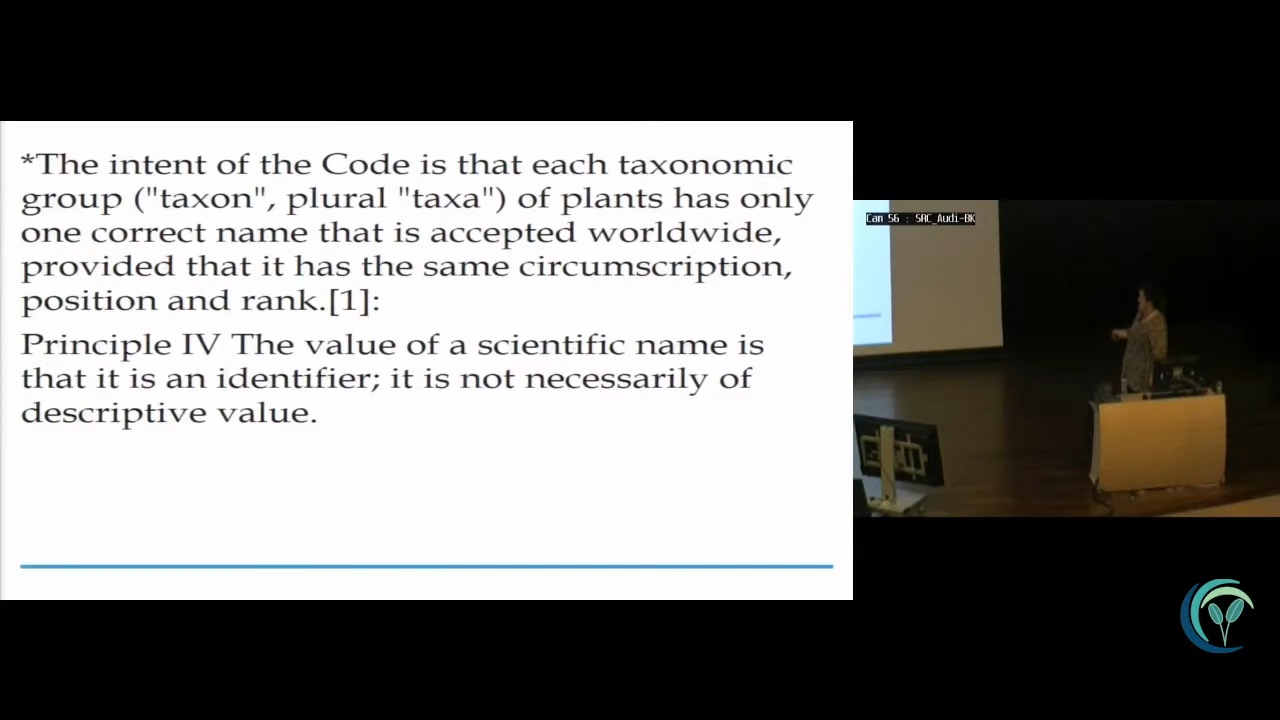 *The intent of the Code is that each taxonomic
group ("taxon", plural "taxa") of plants has only
one correct name that is accepted worldwide,
provided that it has the same circumscription,
position and rank.[1]:
Principle IV The value of a scientific name is
that it is an identifier; it is not necessarily of
descriptive value.
Cam 56 : SRC_Audi-BK